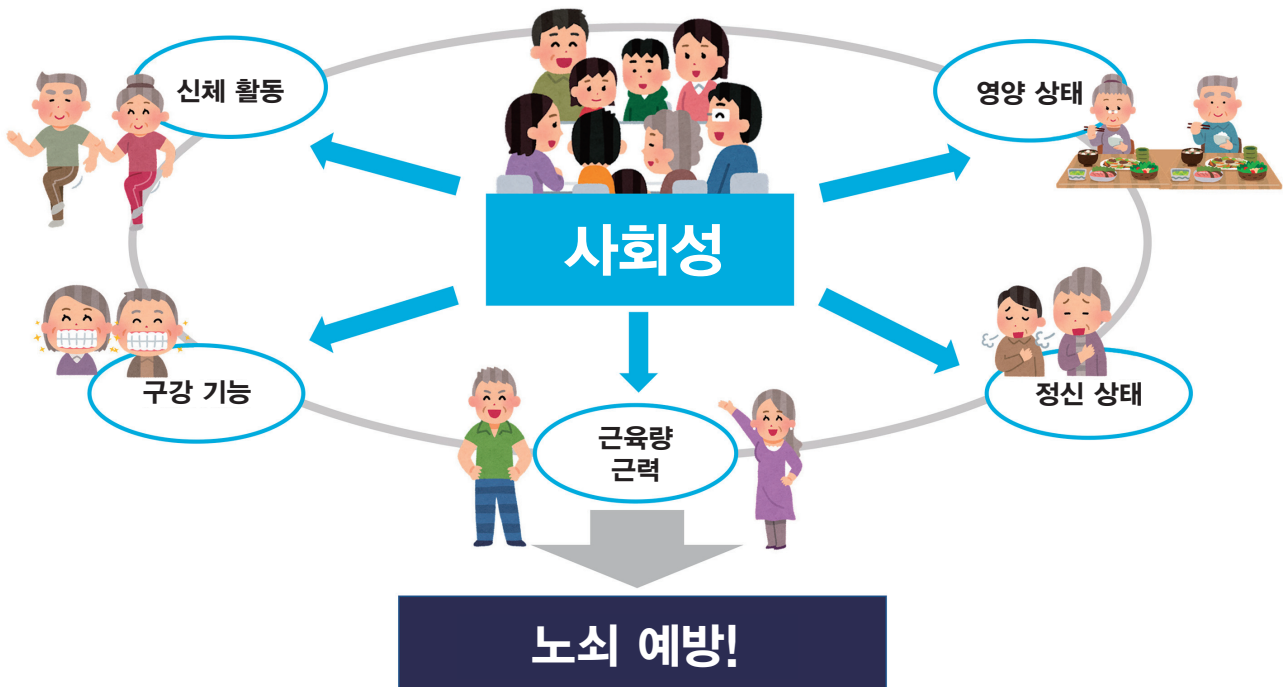 신체 활동
영양 상태
사회성
구강 기능
정신 상태
근육량
근력
노쇠 예방!